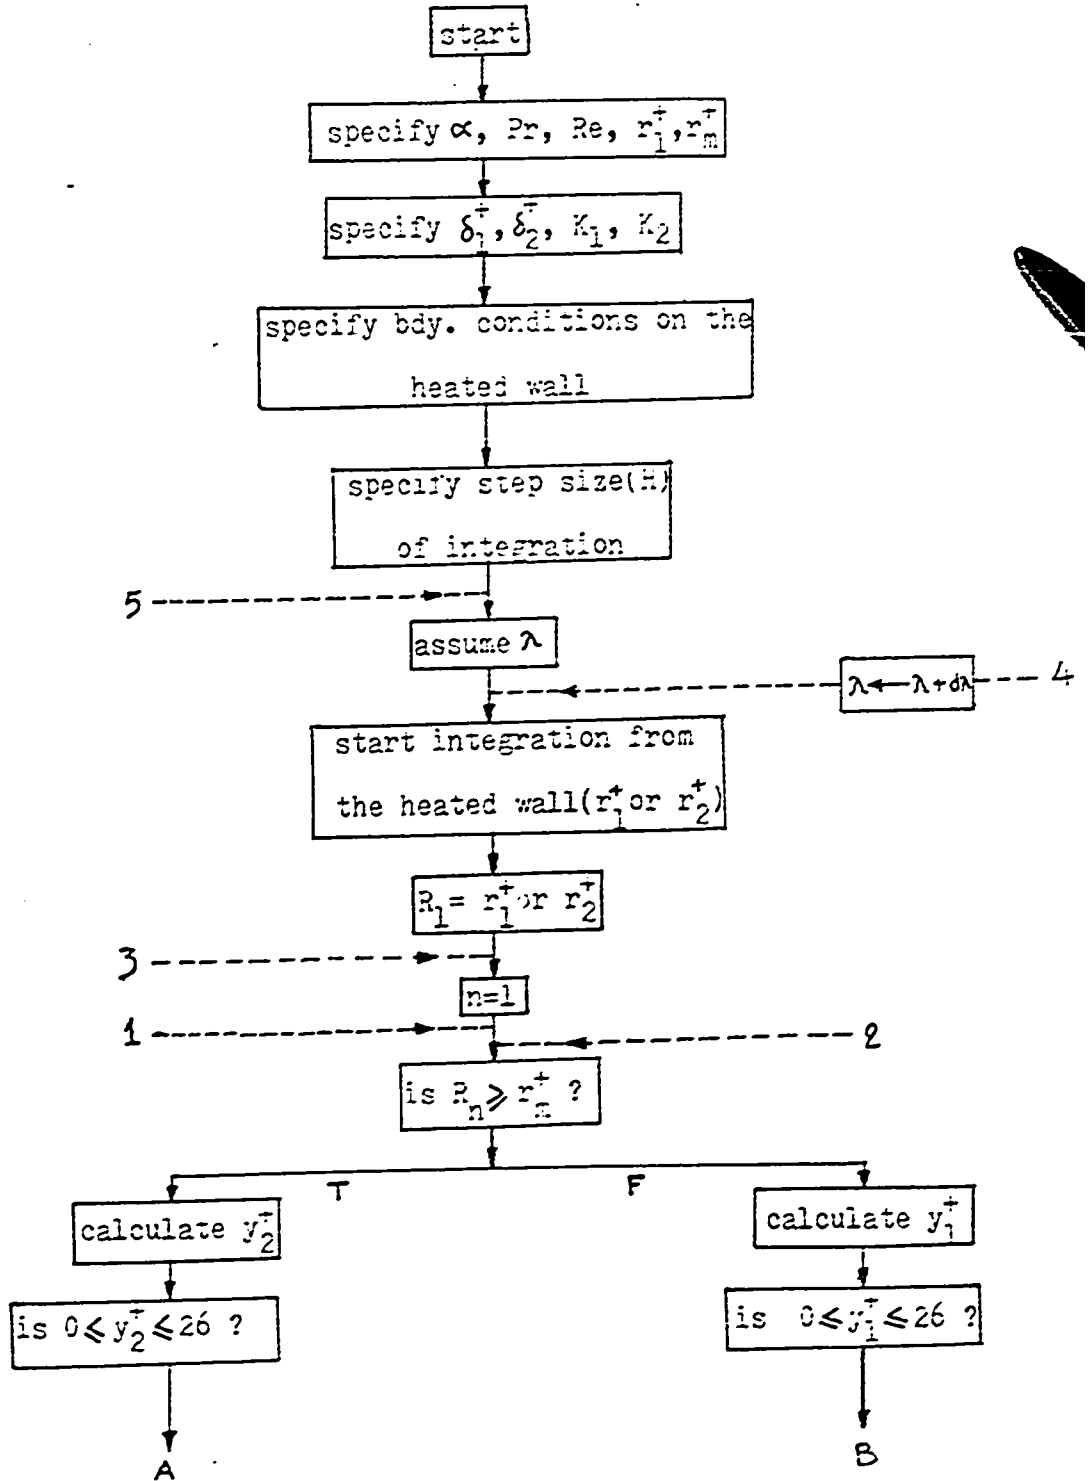 start
specify ∝, Pr, Re, r₁⁺, rₘ⁺
specify δ₁⁺, δ₂⁺, K₁, K₂
specify bdy. conditions on the
heated wall
specify step size(H)
of integration
5
assume λ
λ←λ+dλ 4
start integration from
the heated wall(r₁⁺ or r₂⁺)
R₁= r₁⁺ or r₂⁺
3
n=1
1
2
is Rₙ⩾ rₘ⁺ ?
T F
calculate y₂⁺ calculate y₁⁺
is 0⩽y₂⁺⩽26 ? is 0⩽y₁⁺⩽26 ?
A B